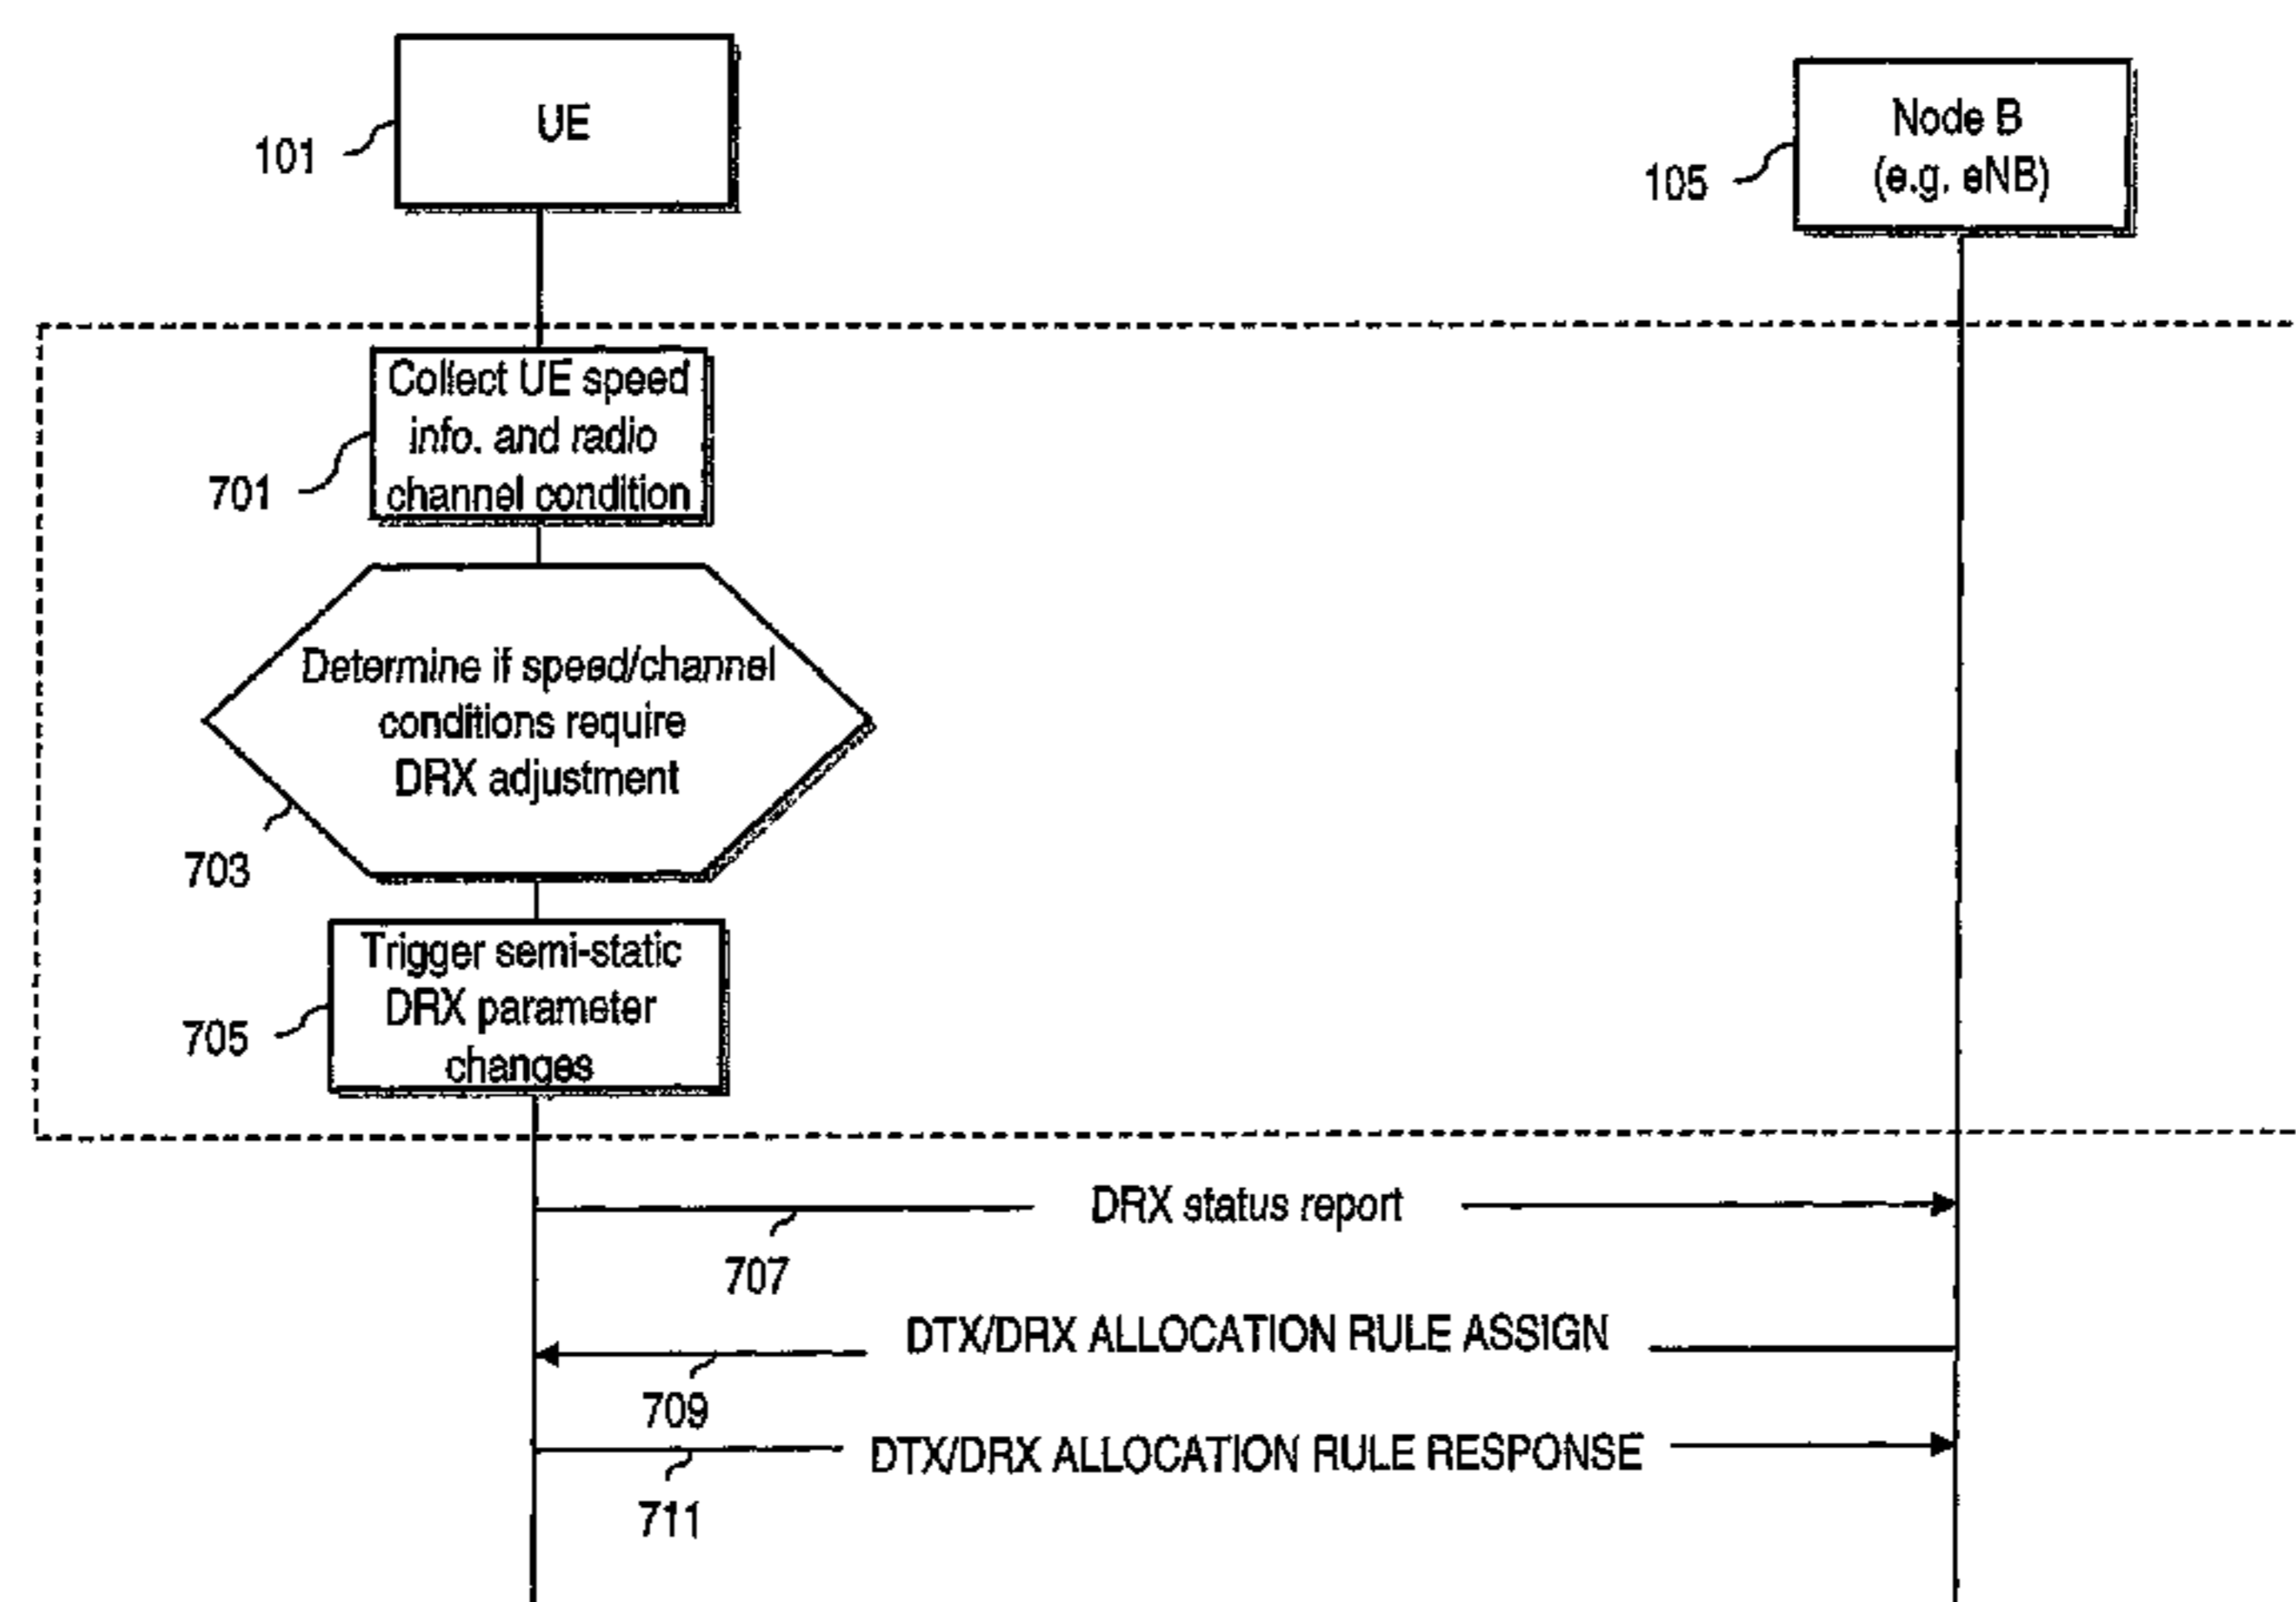 UE
101
Node B
(e.g. eNB)
105
Collect UE speed
info. and radio
channel condition
701
Determine if speed/channel
conditions require
DRX adjustment
703
Trigger semi-static
DRX parameter
changes
705
DRX status report
707
DTX/DRX ALLOCATION RULE ASSIGN
709
DTX/DRX ALLOCATION RULE RESPONSE
711